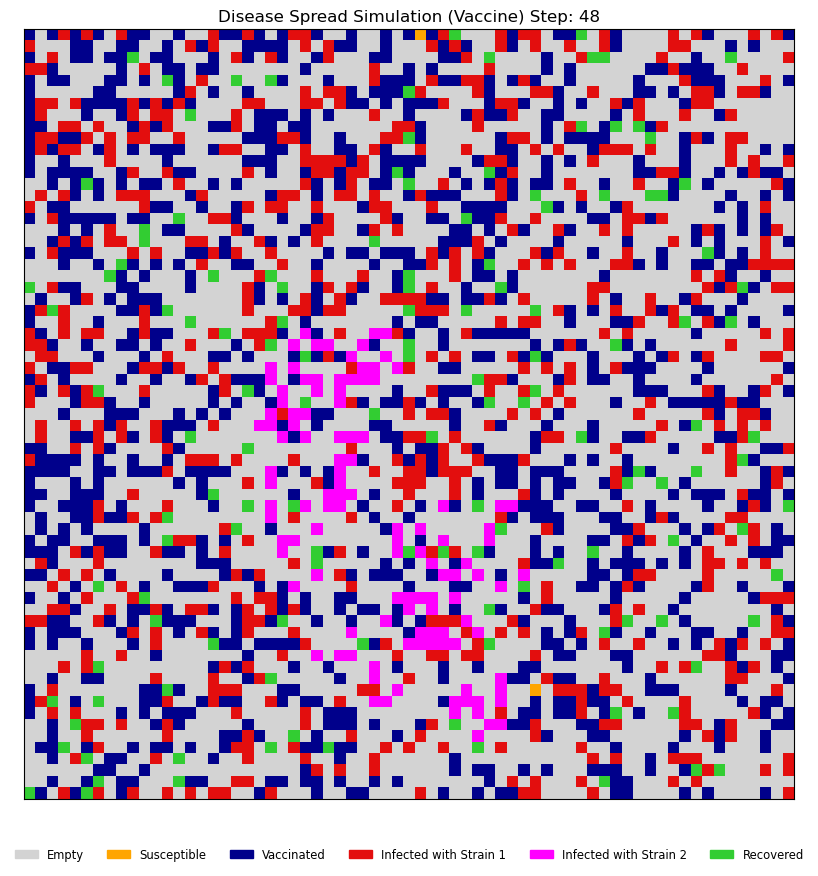 Disease Spread Simulation (Vaccine) Step: 48
Empty Susceptible Vaccinated Infected with Strain 1 Infected with Strain 2 Recovered